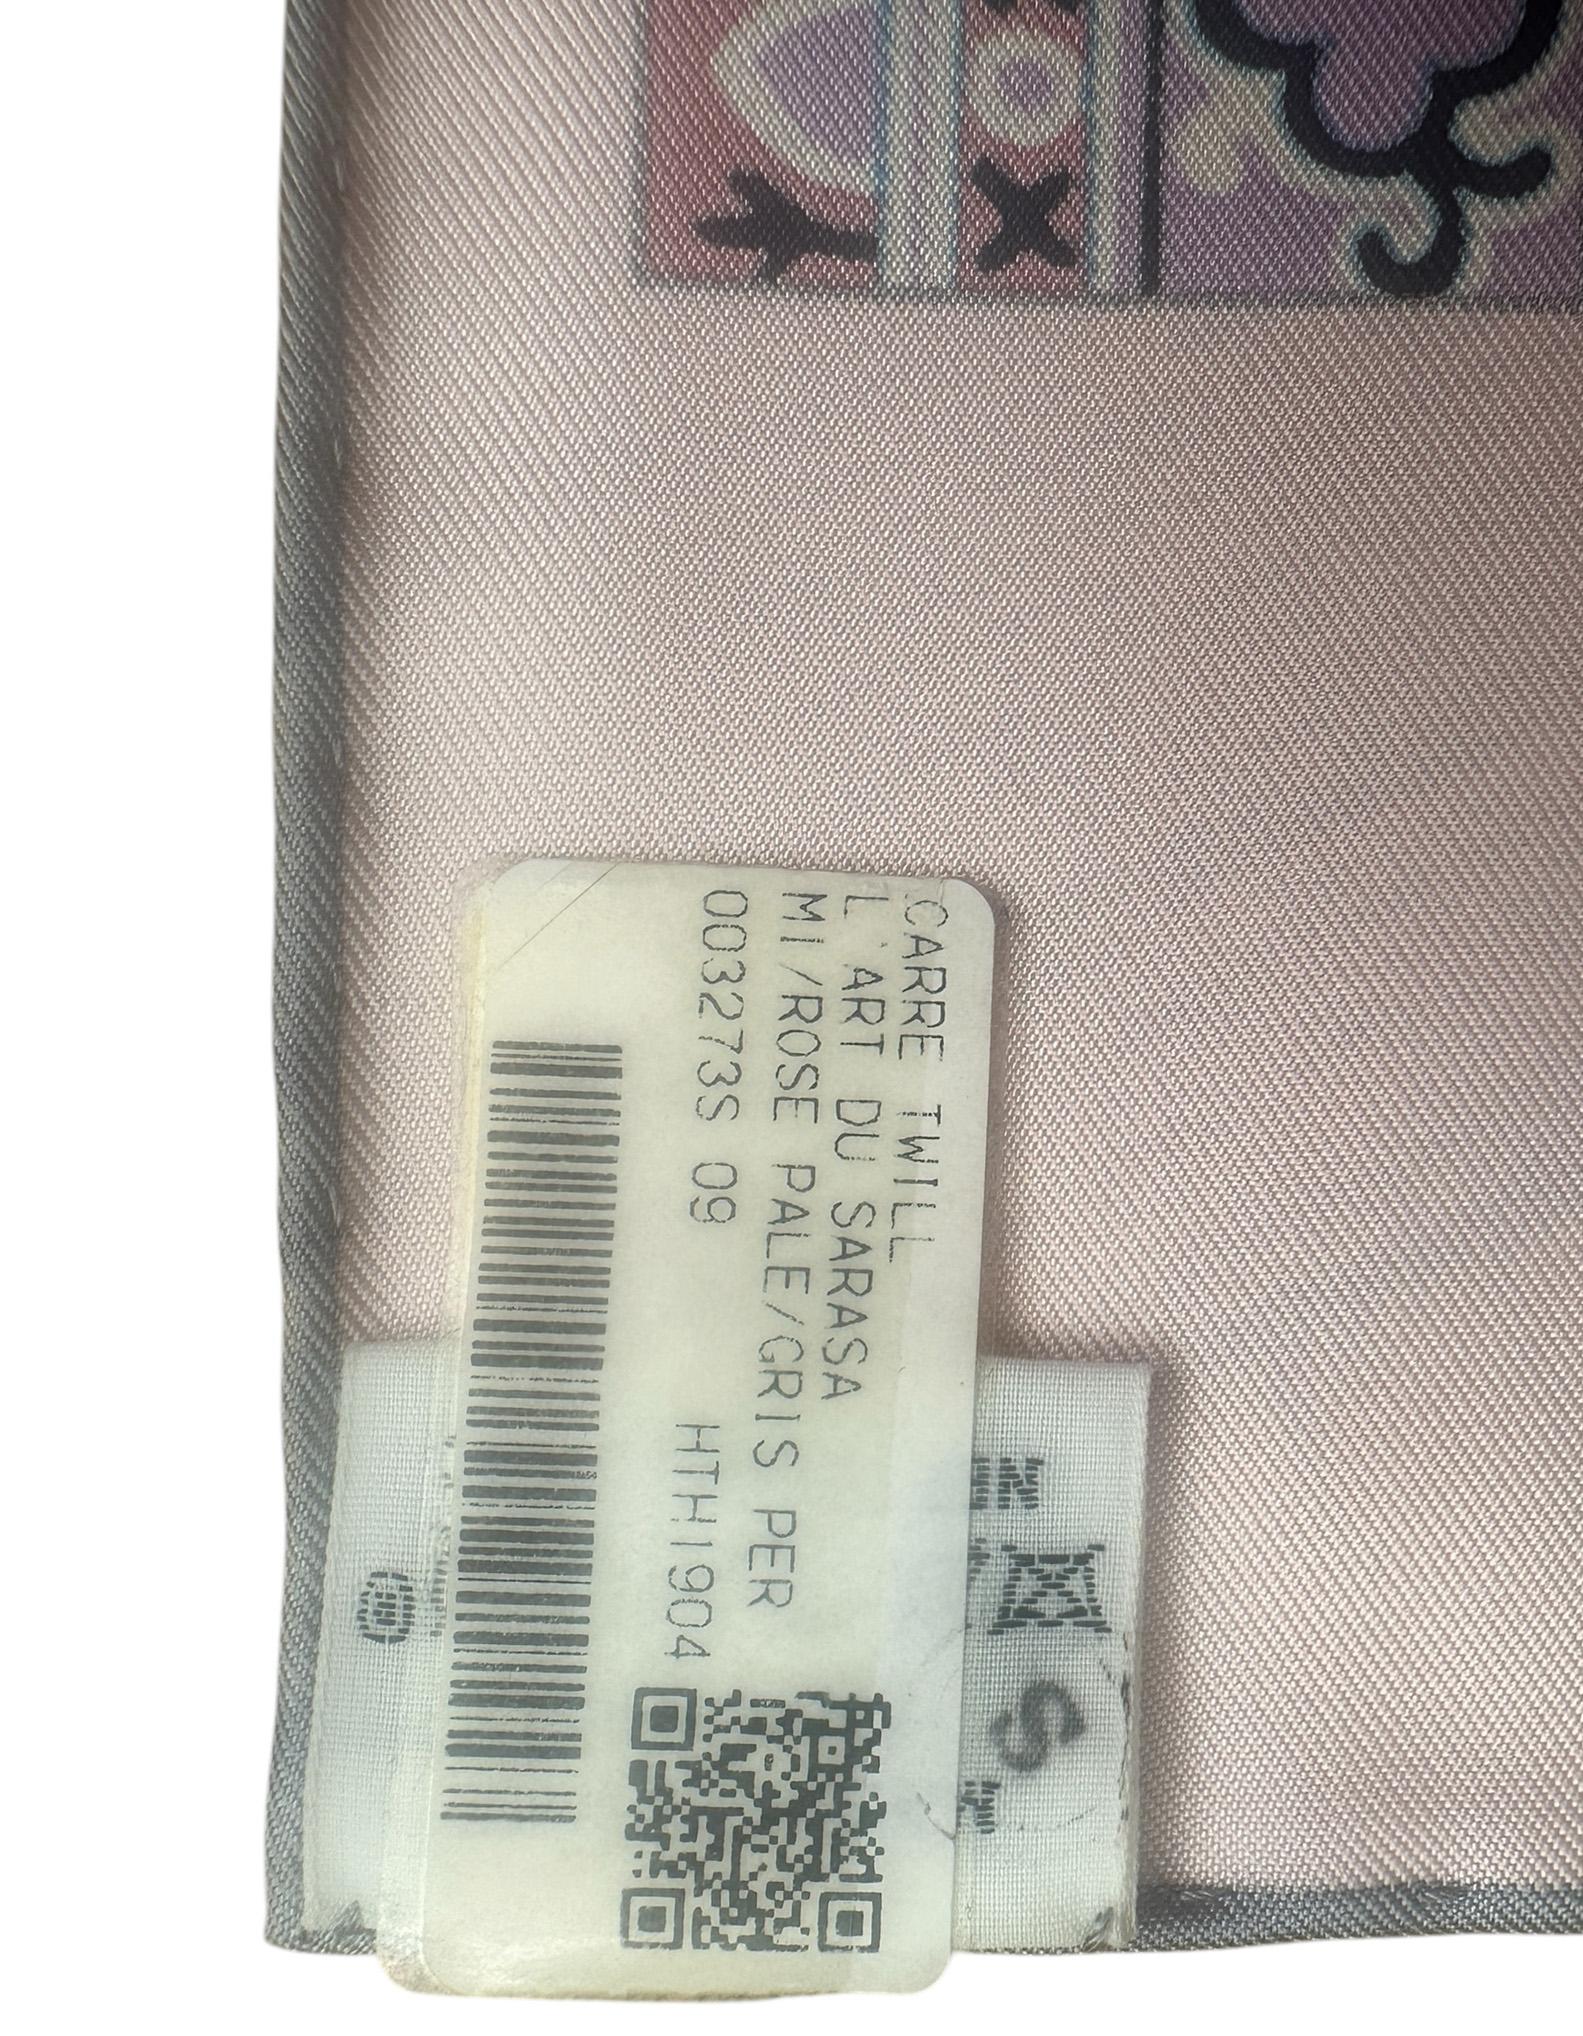 CARRE TWILL
L'ART DU SARASA
MI/ROSE PALE/GRIS PER
003273S 09 HTH1904
S